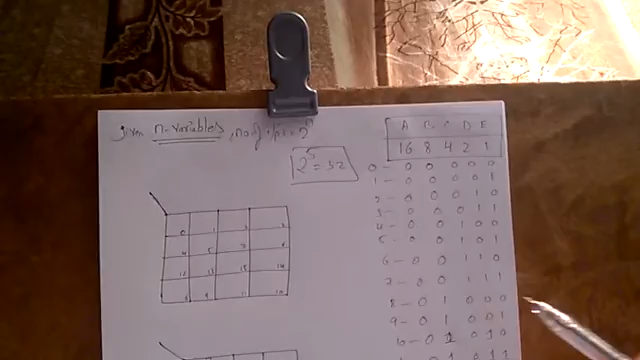 Given n-variables, no of i/ps = 2^n
2^5 = 32
A B C D E
16 8 4 2 1
0 - 0 0 0 0 0
1 - 0 0 0 0 1
2 - 0 0 0 1 0
3 - 0 0 0 1 1
4 - 0 0 1 0 0
5 - 0 0 1 0 1
6 - 0 0 1 1 0
7 - 0 0 1 1 1
8 - 0 1 0 0 0
9 - 0 1 0 0 1
10 - 0 1 0 1 0
0 1 3 2
4 5 7 6
12 13 15 14
8 9 11 10